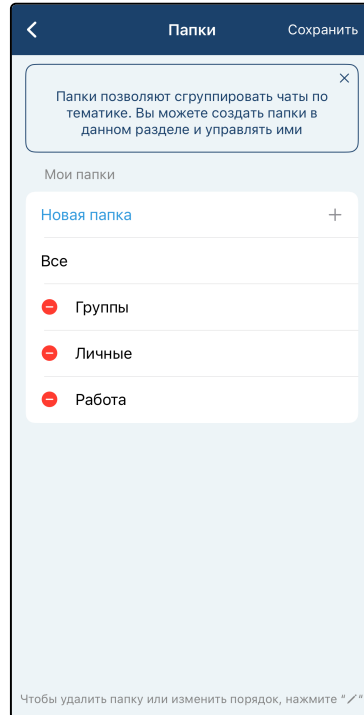 Папки
Сохранить
Папки позволяют сгруппировать чаты по
тематике. Вы можете создать папки в
данном разделе и управлять ими
Мои папки
Новая папка
Все
Группы
Личные
Работа
Чтобы удалить папку или изменить порядок, нажмите “ “